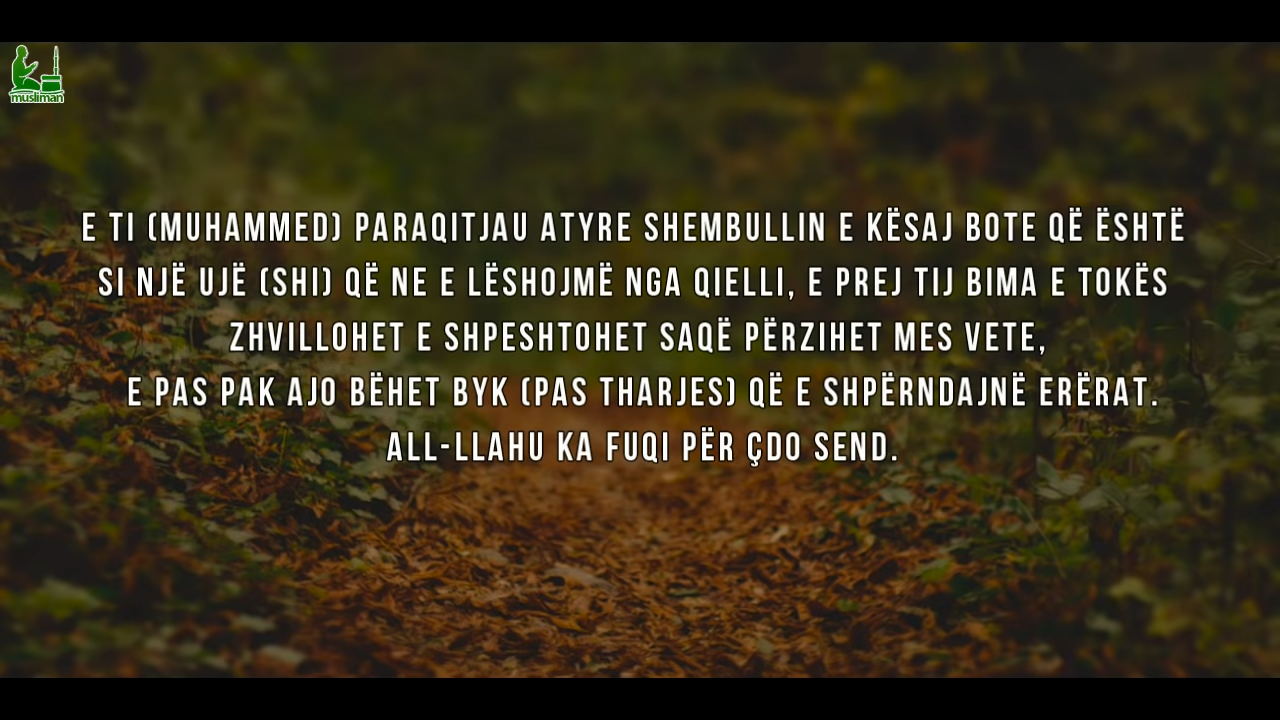 musliman
E TI (MUHAMMED) PARAQITJAU ATYRE SHEMBULLIN E KËSAJ BOTE QË ËSHTË
SI NJË UJË (SHI) QË NE E LËSHOJMË NGA QIELLI, E PREJ TIJ BIMA E TOKËS
ZHVILLOHET E SHPESHTOHET SAQË PËRZIHET MES VETE,
E PAS PAK AJO BËHET BYK (PAS THARJES) QË E SHPËRNDAJNË ERËRAT.
ALL-LLAHU KA FUQI PËR ÇDO SEND.